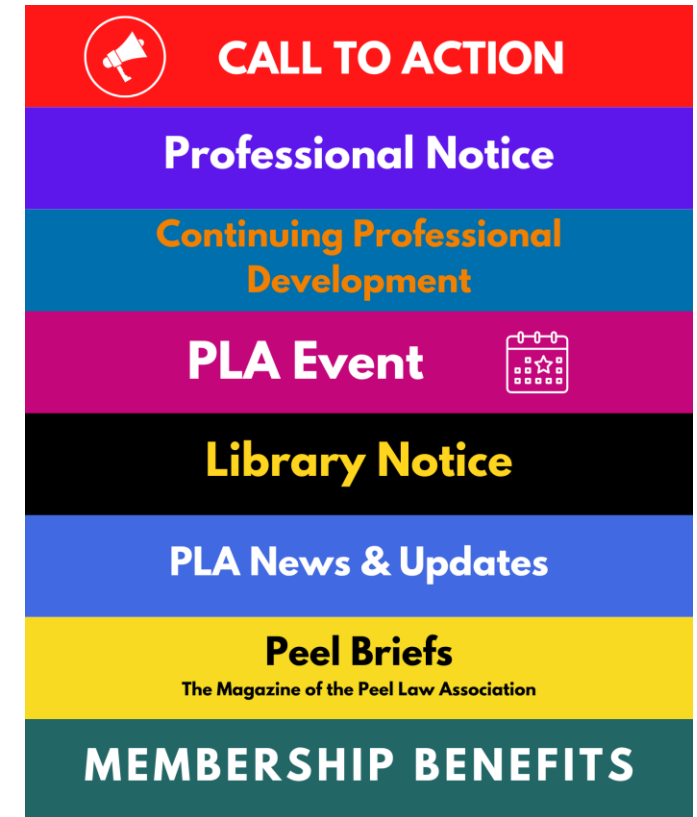 CALL TO ACTION
Professional Notice
Continuing Professional
Development
PLA Event
Library Notice
PLA News & Updates
Peel Briefs
The Magazine of the Peel Law Association
MEMBERSHIP BENEFITS